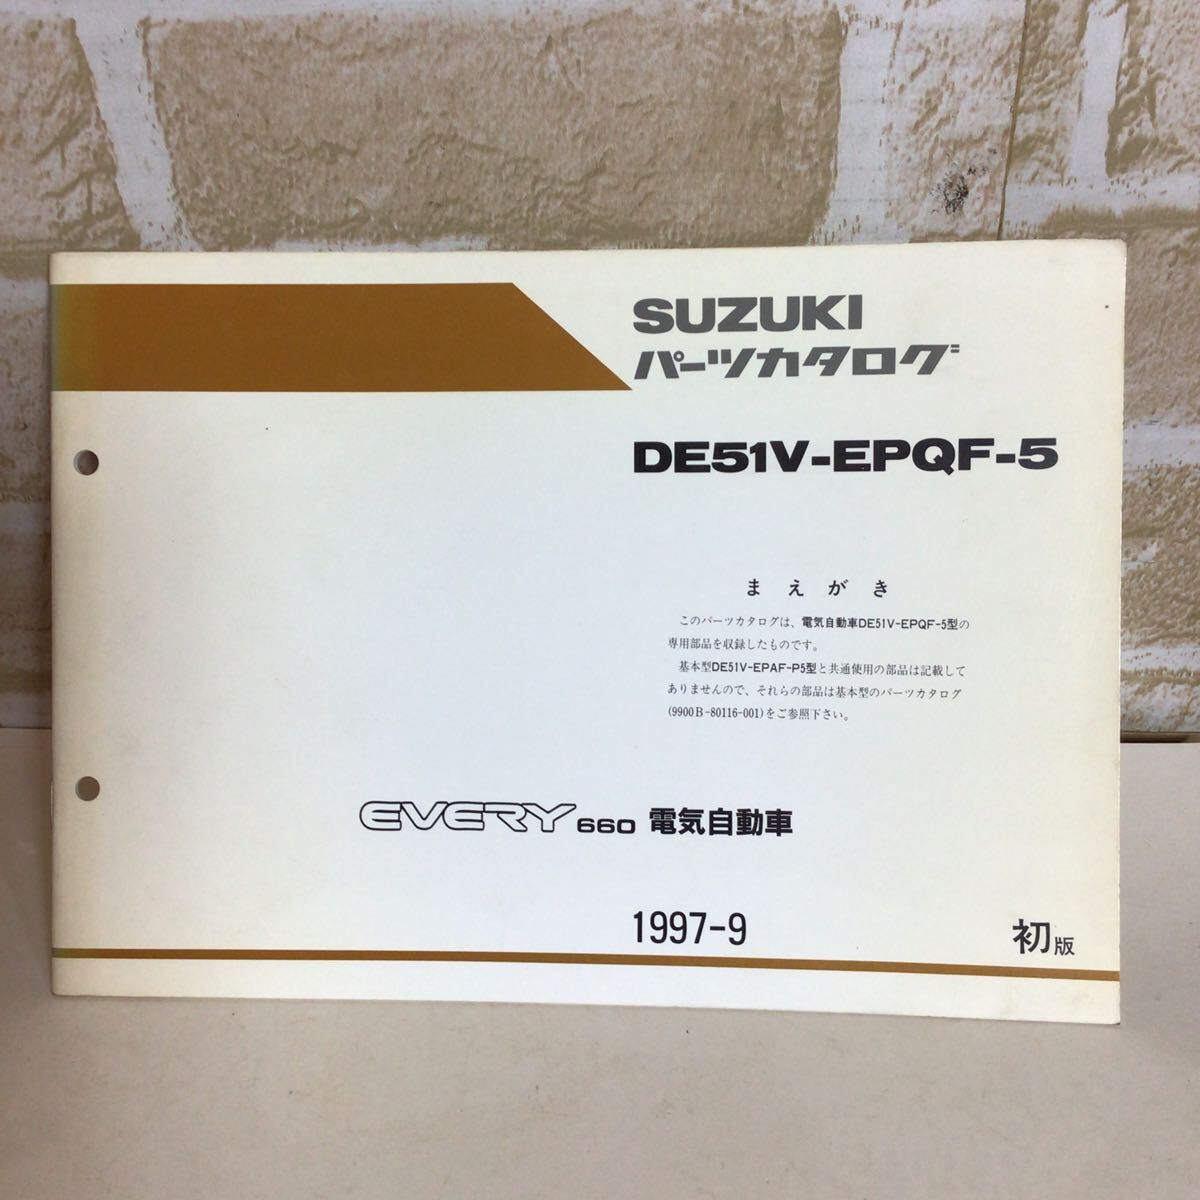 SUZUKI
パーツカタログ
DE51V-EPQF-5
まえがき
このパーツカタログは、電気自動車DE51V-EPQF-5型の
専用部品を収録したものです。
基本型DE51V-EPAF-P5型と共通使用の部品は記載して
ありませんので、それらの部品は基本型のパーツカタログ
(9900B-80116-001)をご参照下さい。
EVERY 660 電気自動車
1997-9
初版